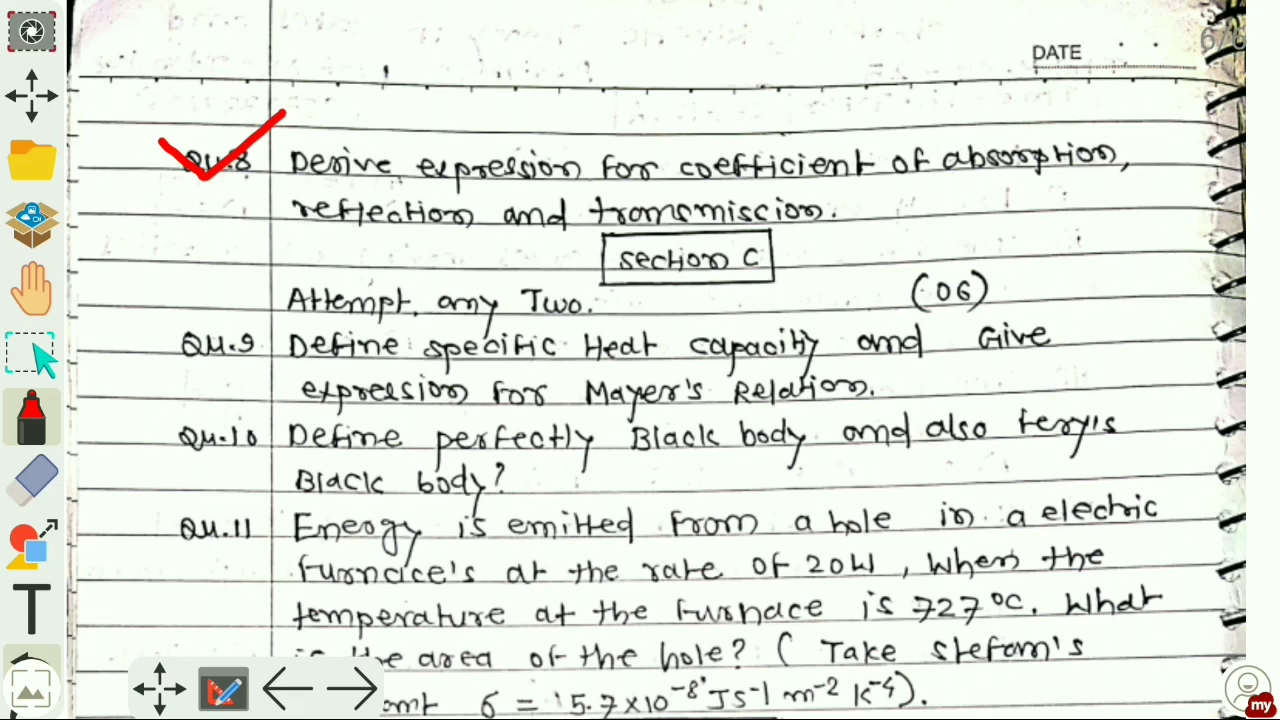 DATE
Qu.8 Derive expression for coefficient of absorption,
reflection and transmiscion.
section C
Attempt any Two. (06)
Qu.9 Define specific Heat capacity and Give
expression for Mayer's Relation.
Qu.10 Define perfectly Black body and also fery's
Black body?
Qu.11 Energy is emitted from a hole in a electric
furnace's at the rate of 20W, when the
temperature at the furnace is 727°C. What
the area of the hole? ( Take stefam's
σ = 5.7×10⁻⁸ JS⁻¹ m⁻² K⁻⁴).
T
my